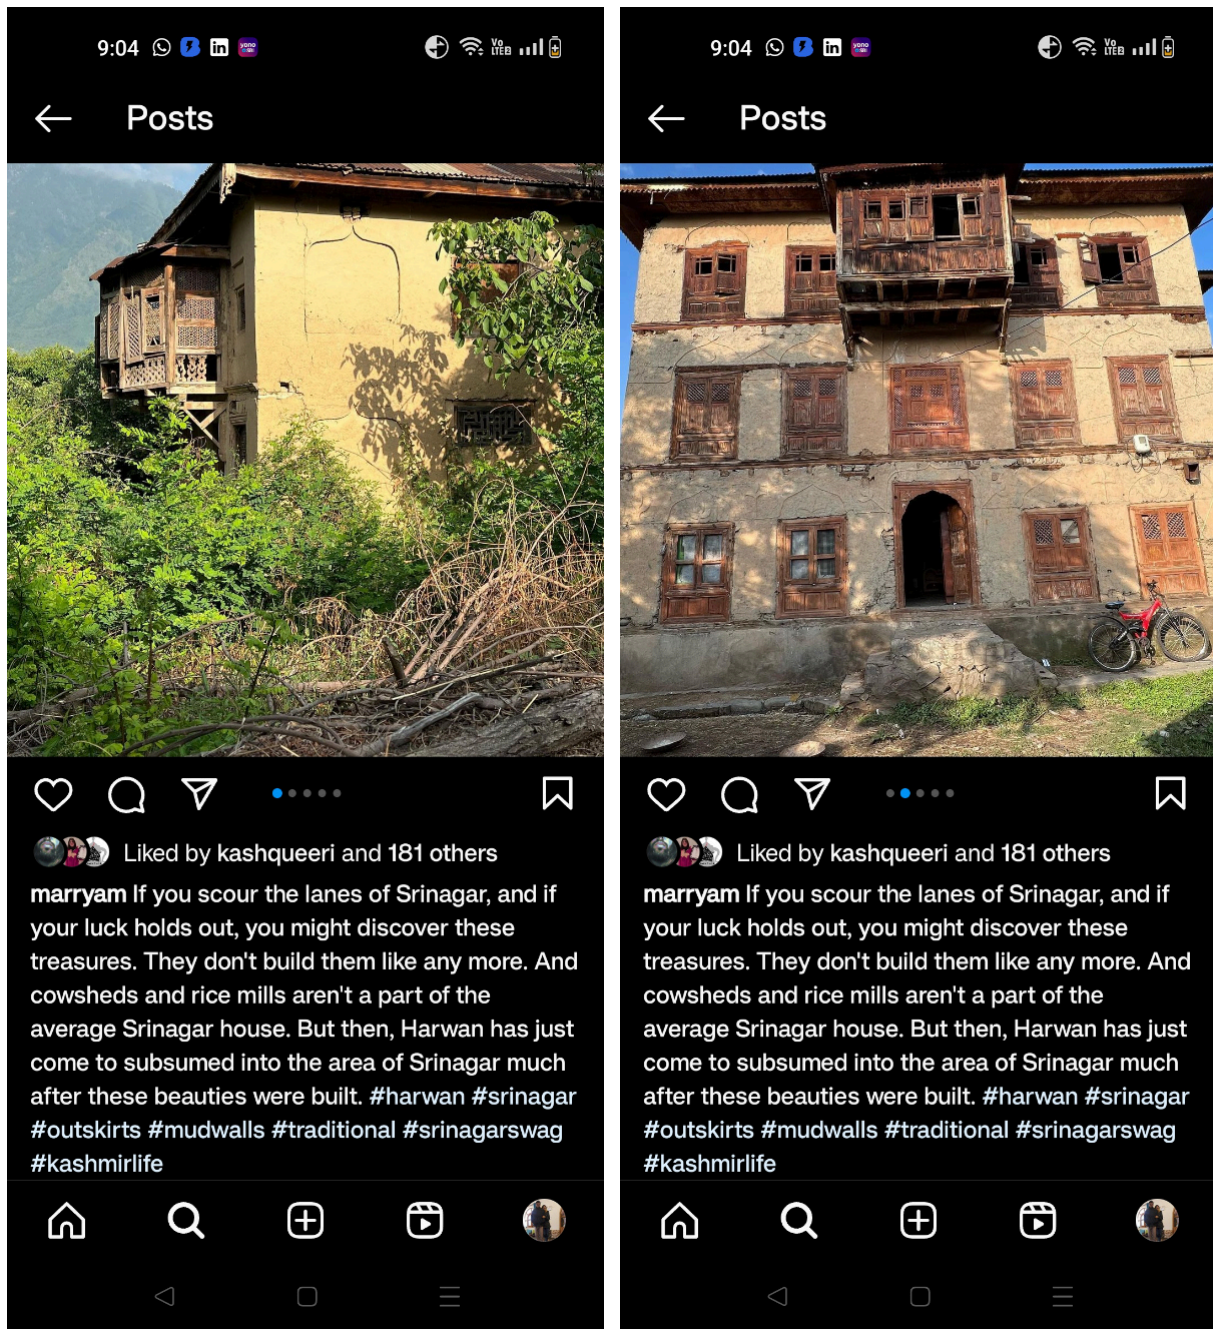 9:04
Vo
LTE2
Posts
Liked by kashqueeri and 181 others
marryam If you scour the lanes of Srinagar, and if
your luck holds out, you might discover these
treasures. They don't build them like any more. And
cowsheds and rice mills aren't a part of the
average Srinagar house. But then, Harwan has just
come to subsumed into the area of Srinagar much
after these beauties were built. #harwan #srinagar
#outskirts #mudwalls #traditional #srinagarswag
#kashmirlife
9:04
Vo
LTE2
Posts
Liked by kashqueeri and 181 others
marryam If you scour the lanes of Srinagar, and if
your luck holds out, you might discover these
treasures. They don't build them like any more. And
cowsheds and rice mills aren't a part of the
average Srinagar house. But then, Harwan has just
come to subsumed into the area of Srinagar much
after these beauties were built. #harwan #srinagar
#outskirts #mudwalls #traditional #srinagarswag
#kashmirlife